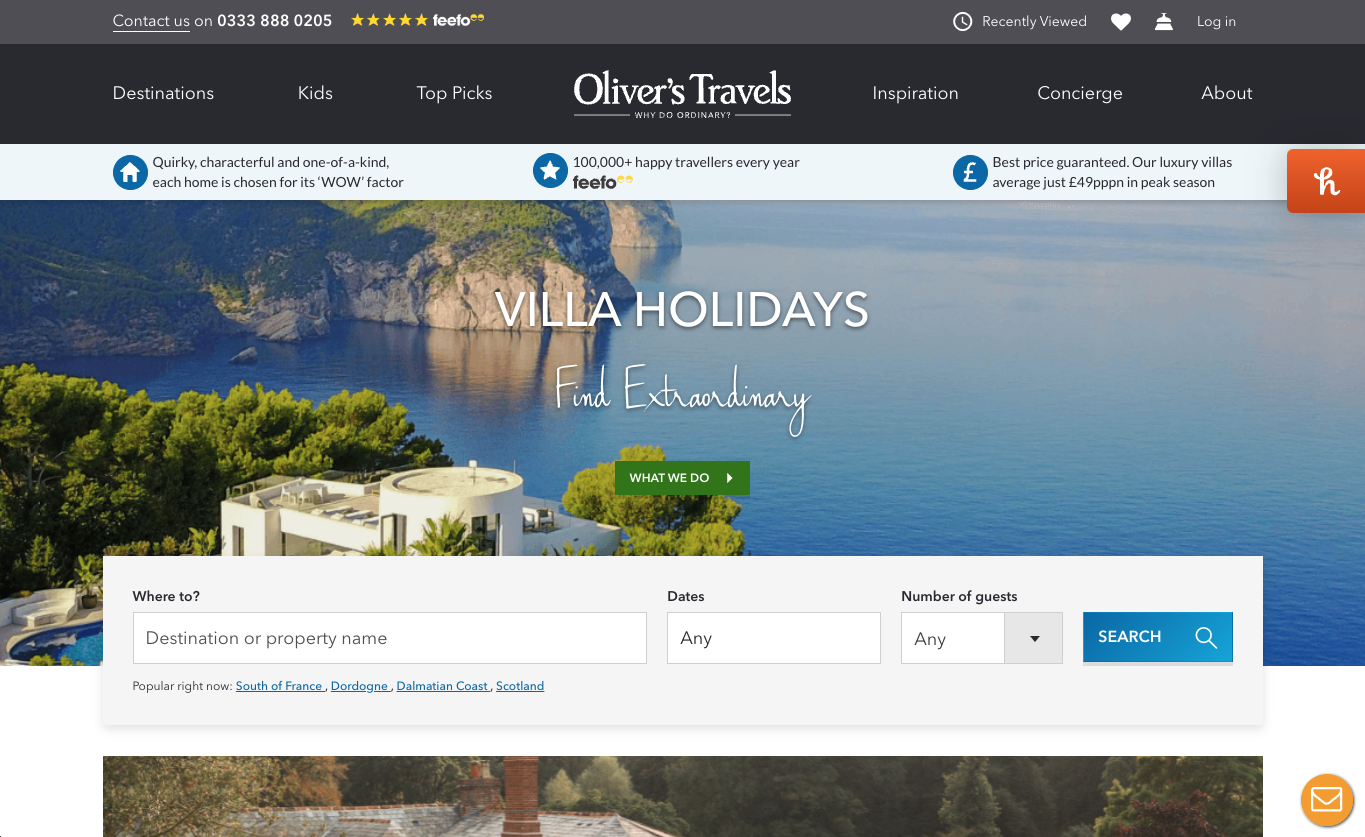 Contact us on 0333 888 0205 feefo
Recently Viewed Log in
Destinations Kids Top Picks Oliver's Travels Inspiration Concierge About
WHY DO ORDINARY?
Quirky, characterful and one-of-a-kind,
each home is chosen for its ‘WOW’ factor
100,000+ happy travellers every year
feefo
Best price guaranteed. Our luxury villas
average just £49pppn in peak season
VILLA HOLIDAYS
Find Extraordinary
WHAT WE DO
Where to? Dates Number of guests
Destination or property name Any Any SEARCH
Popular right now: South of France , Dordogne , Dalmatian Coast , Scotland